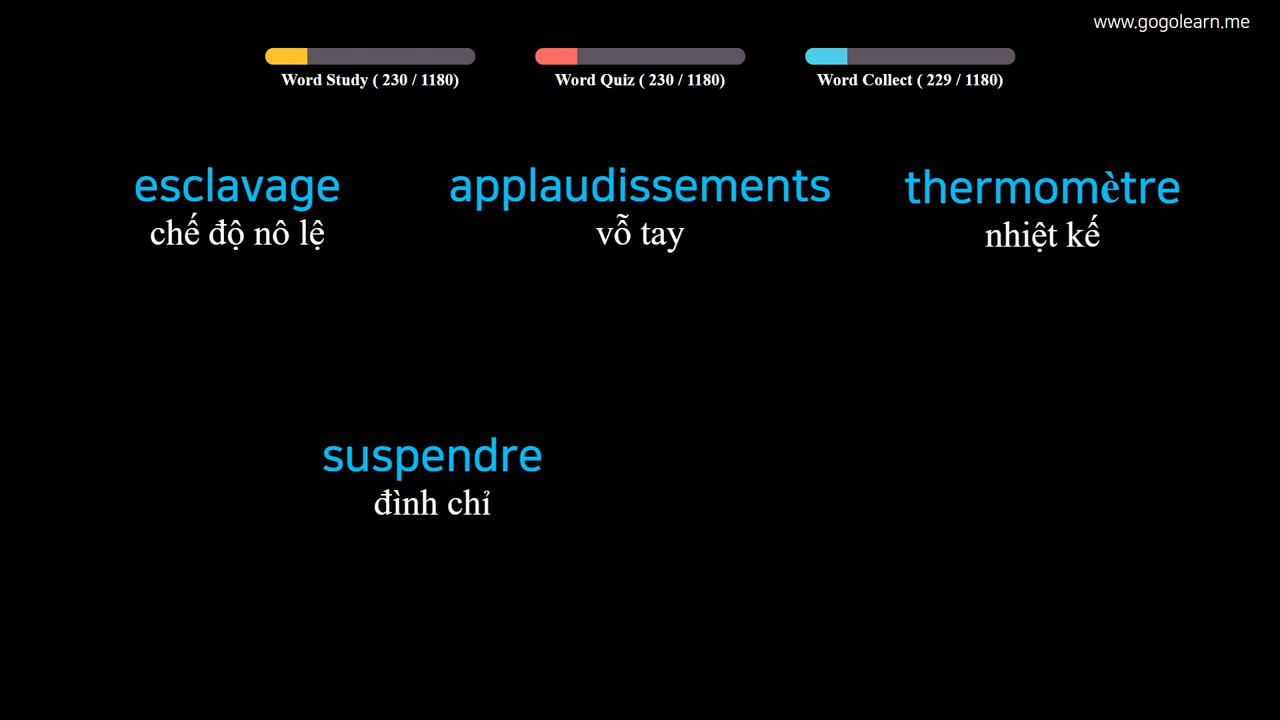 www.gogolearn.me
Word Study ( 230 / 1180)
Word Quiz ( 230 / 1180)
Word Collect ( 229 / 1180)
esclavage
chế độ nô lệ
applaudissements
vỗ tay
thermomètre
nhiệt kế
suspendre
đình chỉ